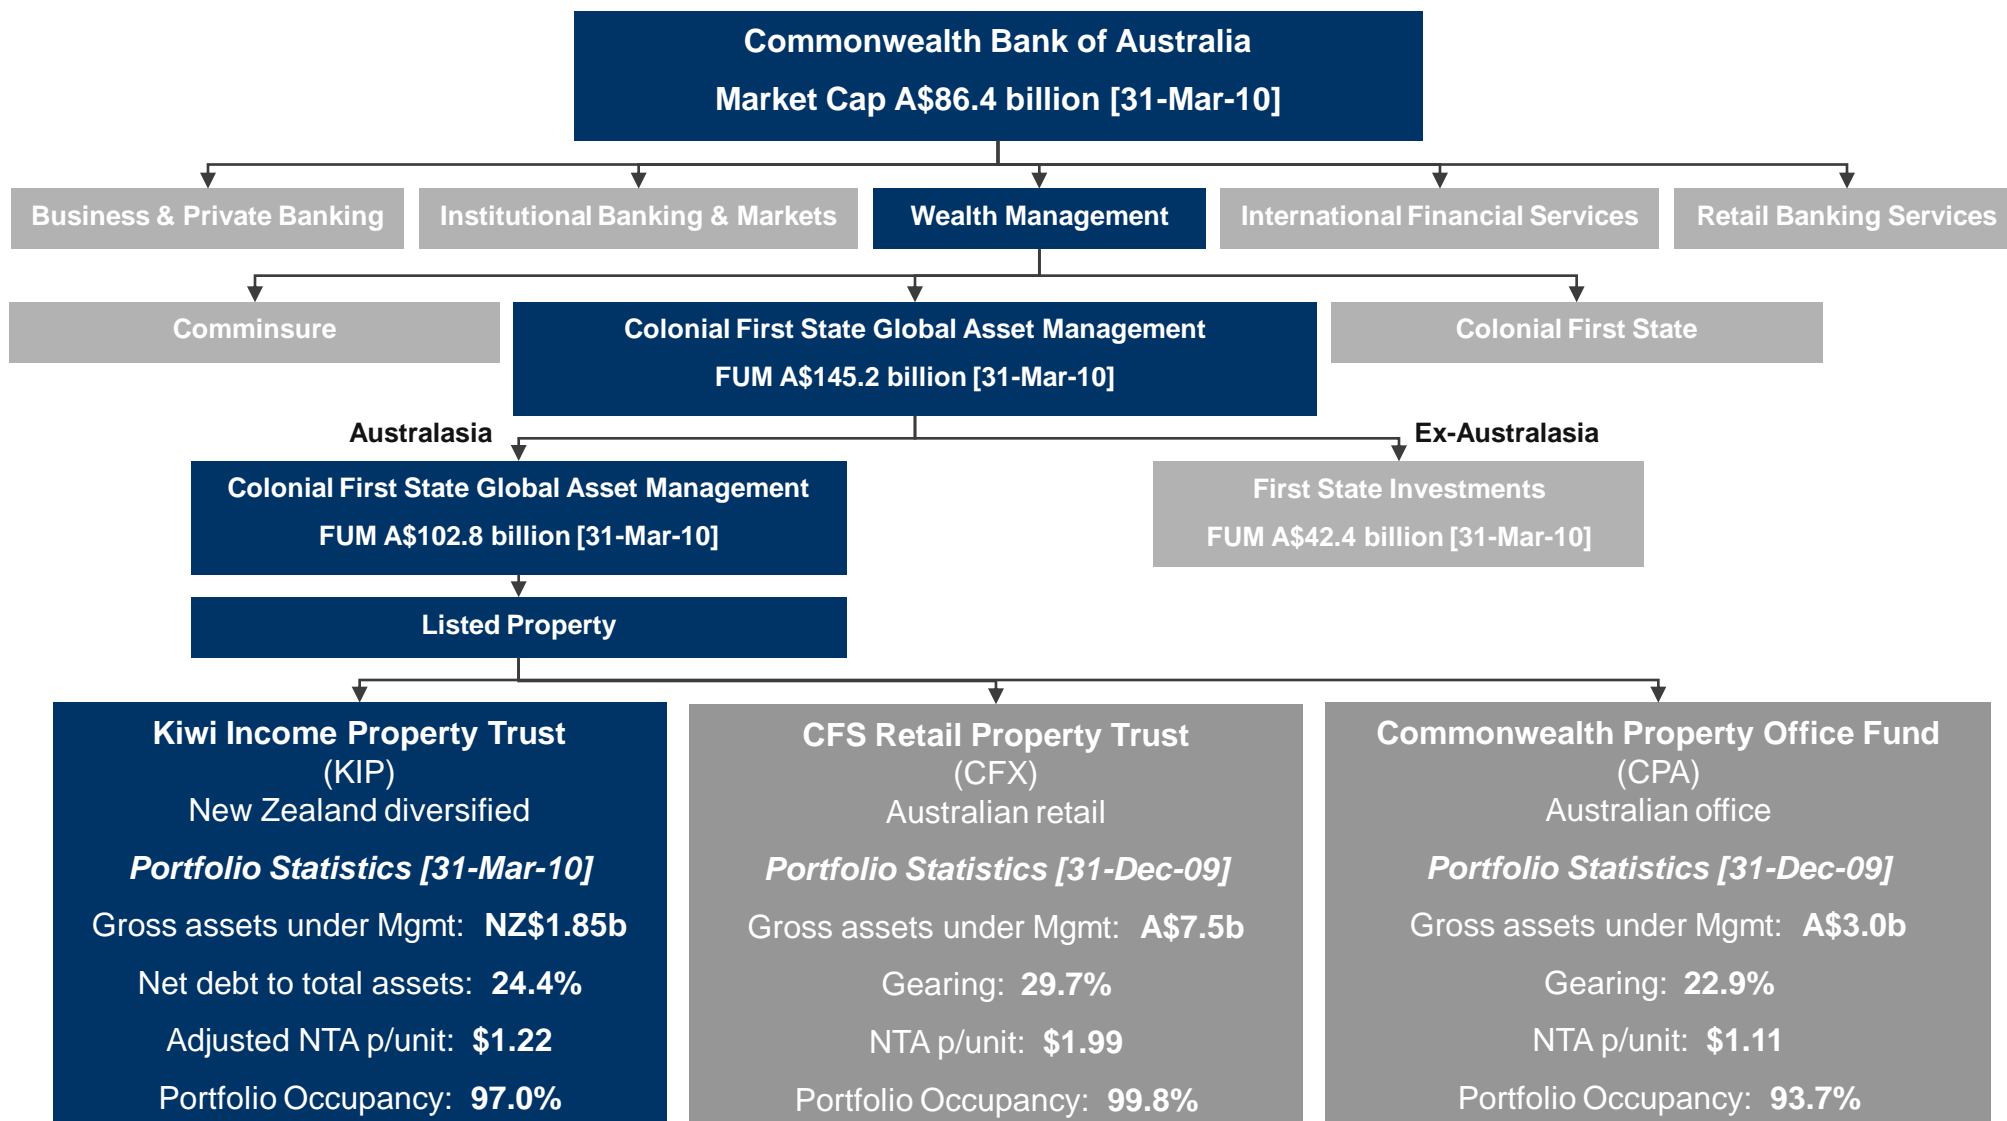 Commonwealth Bank of Australia
Market Cap A$86.4 billion [31-Mar-10]
Business & Private Banking
Institutional Banking & Markets
Wealth Management
International Financial Services
Retail Banking Services
Comminsure
Colonial First State Global Asset Management
FUM A$145.2 billion [31-Mar-10]
Colonial First State
Australasia
Ex-Australasia
Colonial First State Global Asset Management
FUM A$102.8 billion [31-Mar-10]
First State Investments
FUM A$42.4 billion [31-Mar-10]
Listed Property
Kiwi Income Property Trust
(KIP)
New Zealand diversified
Portfolio Statistics [31-Mar-10]
Gross assets under Mgmt: NZ$1.85b
Net debt to total assets: 24.4%
Adjusted NTA p/unit: $1.22
Portfolio Occupancy: 97.0%
CFS Retail Property Trust
(CFX)
Australian retail
Portfolio Statistics [31-Dec-09]
Gross assets under Mgmt: A$7.5b
Gearing: 29.7%
NTA p/unit: $1.99
Portfolio Occupancy: 99.8%
Commonwealth Property Office Fund
(CPA)
Australian office
Portfolio Statistics [31-Dec-09]
Gross assets under Mgmt: A$3.0b
Gearing: 22.9%
NTA p/unit: $1.11
Portfolio Occupancy: 93.7%